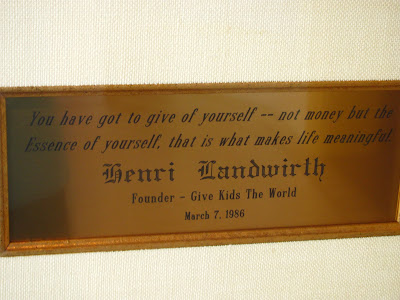 You have got to give of yourself -- not money but the
Essence of yourself, that is what makes life meaningful.
Henri Landwirth
Founder - Give Kids The World
March 7, 1986